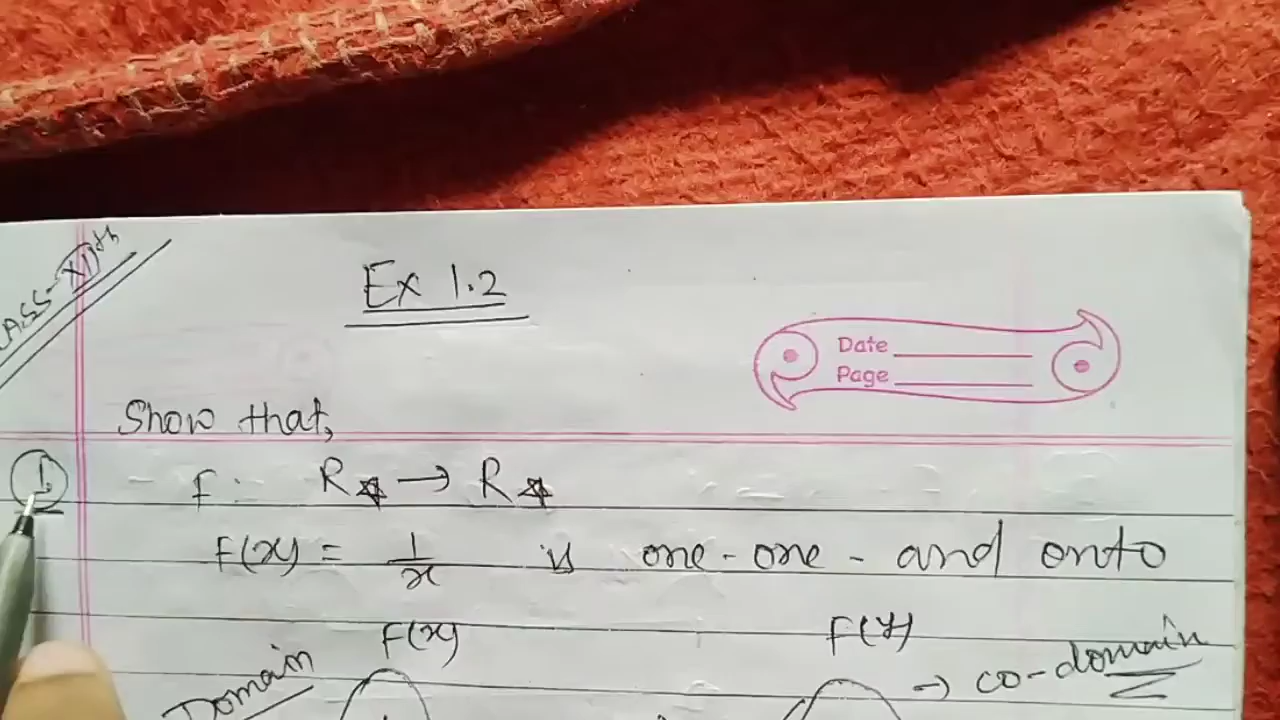 CLASS-XIIth
Ex 1.2
Date
Page
Show that,
1. f: R★ → R★
F(x) = 1/x is one-one- and onto
F(x) F(y)
Domain → co-domain